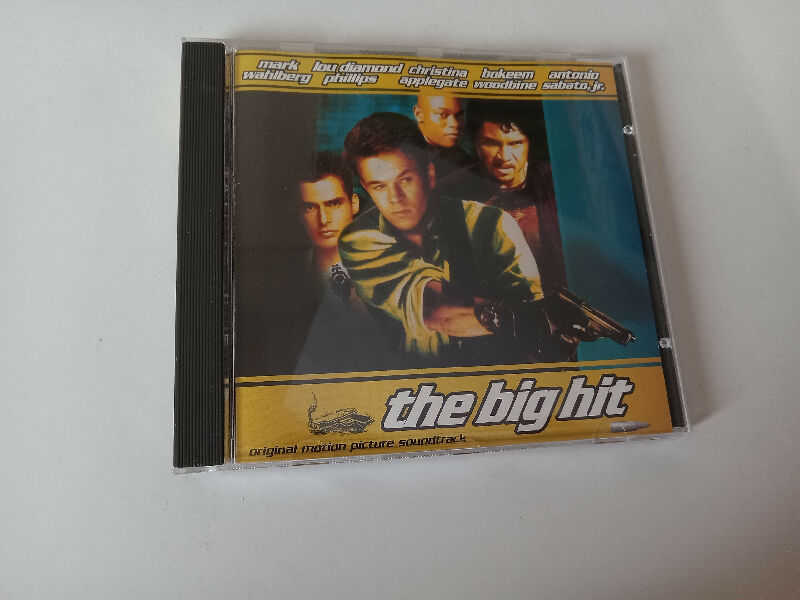 mark lou diamond christina bokeem antonio
wahlberg phillips applegate woodbine sabato, jr.
the big hit
original motion picture soundtrack